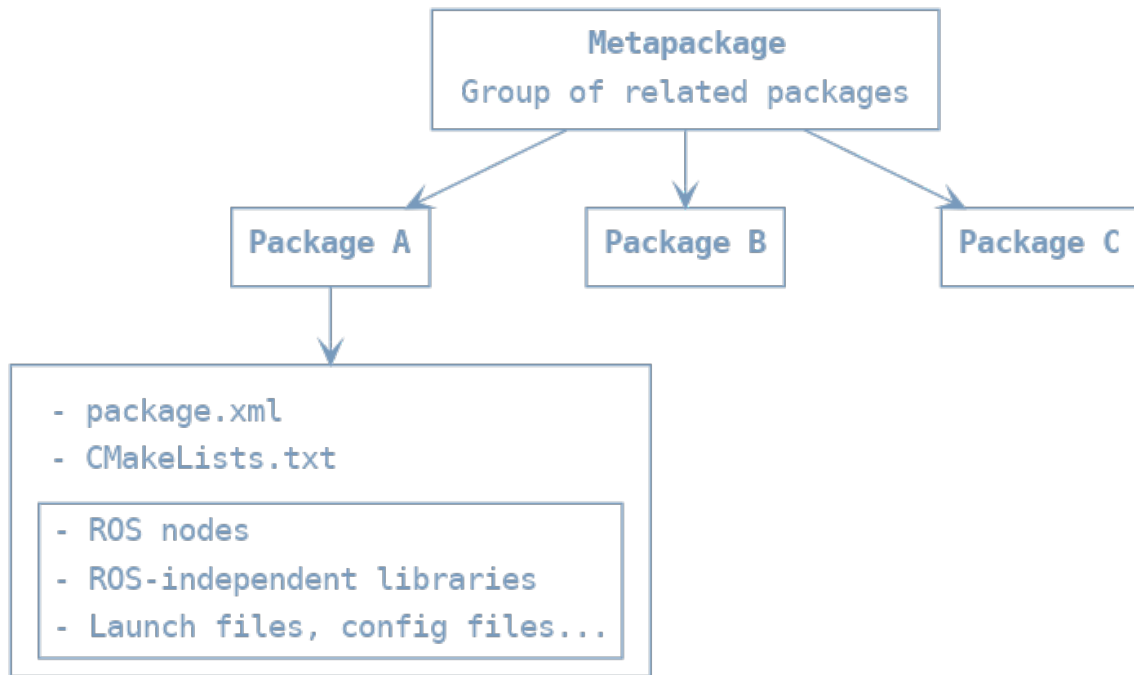 Metapackage
Group of related packages
Package A
Package B
Package C
- package.xml
- CMakeLists.txt
- ROS nodes
- ROS-independent libraries
- Launch files, config files...